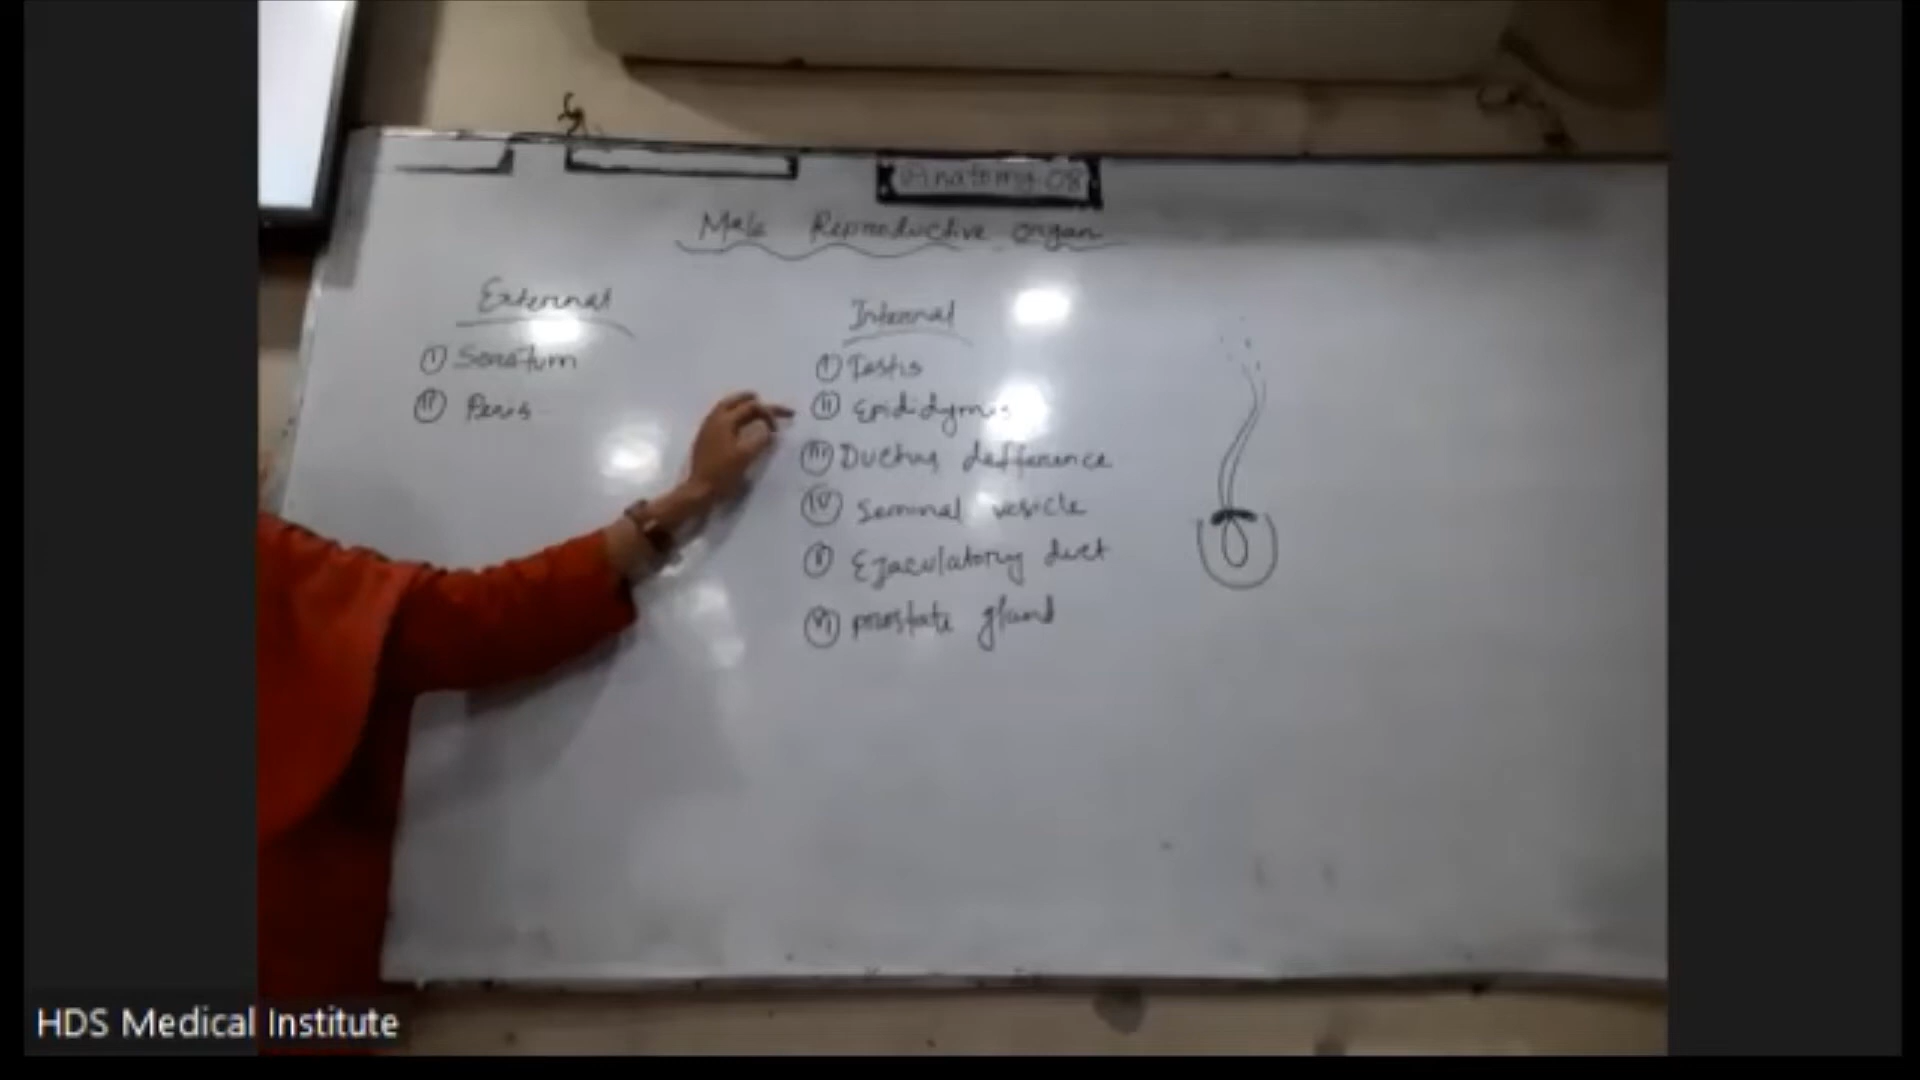 Anatomy-08
Male Reproductive organ
External
(i) Scrotum
(ii) Penis
Internal
(i) Testis
(ii) Epididymis
(iii) Ductus defference
(iv) Seminal vesicle
(v) Ejaculatory duct
(vi) prostate gland
HDS Medical Institute